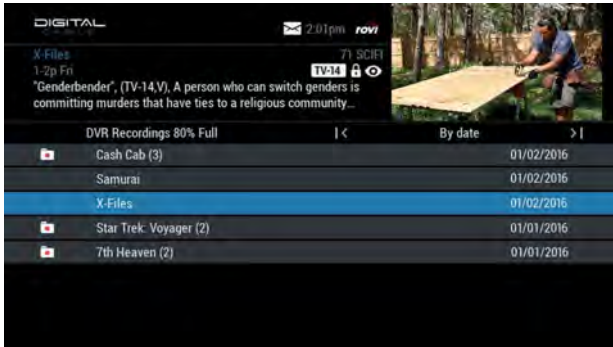 DIGITAL
CABLE
2:01pm rovi
X-Files 71 SCIFI
1-2p Fri TV-14
"Genderbender", (TV-14,V), A person who can switch genders is
committing murders that have ties to a religious community...
DVR Recordings 80% Full |< By date >|
Cash Cab (3) 01/02/2016
Samurai 01/02/2016
X-Files 01/02/2016
Star Trek: Voyager (2) 01/01/2016
7th Heaven (2) 01/01/2016